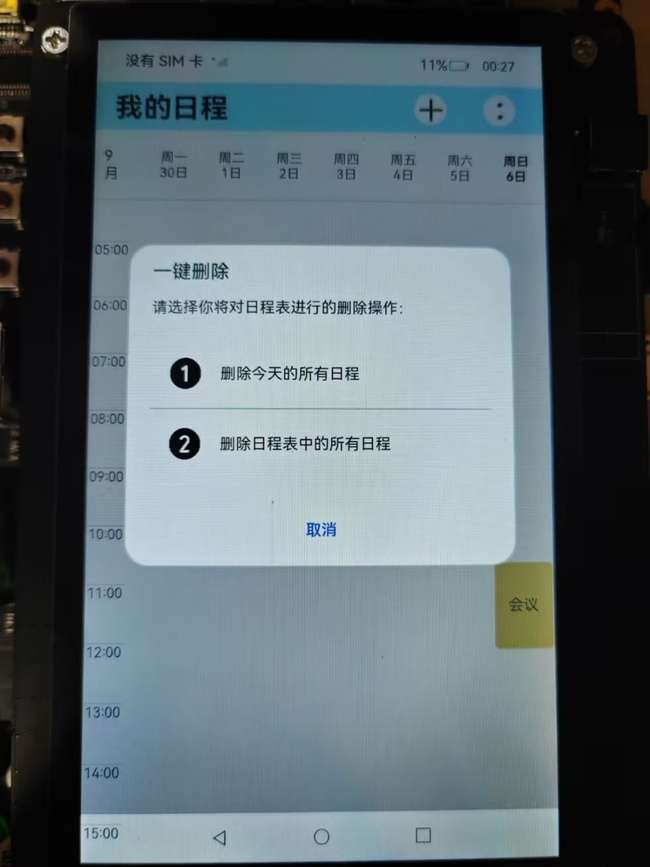 没有 SIM 卡 11% 00:27
我的日程
9月 周一 周二 周三 周四 周五 周六 周日
30日 1日 2日 3日 4日 5日 6日
05:00
一键删除
06:00 请选择你将对日程表进行的删除操作:
07:00
1 删除今天的所有日程
08:00
2 删除日程表中的所有日程
09:00
10:00 取消
11:00
会议
12:00
13:00
14:00
15:00